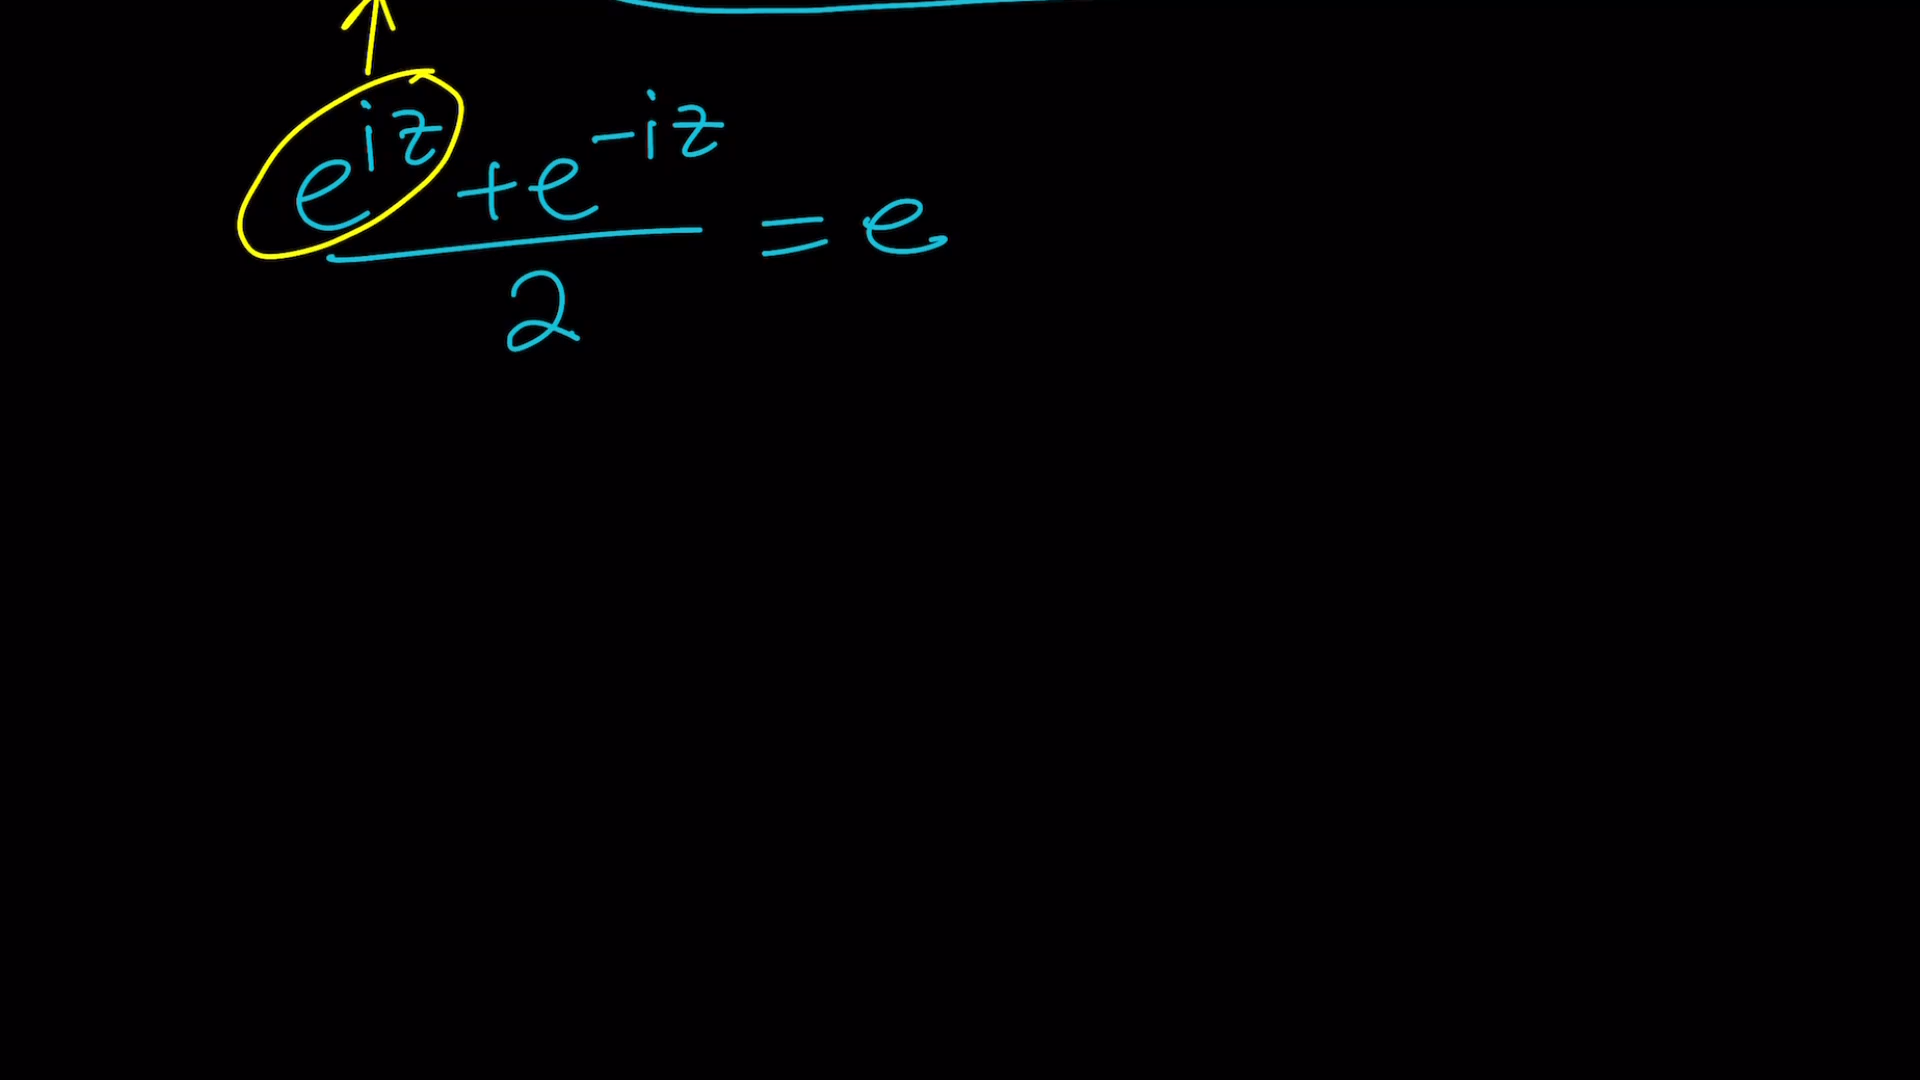 e^{iz} + e^{-iz}
/ 2 = e